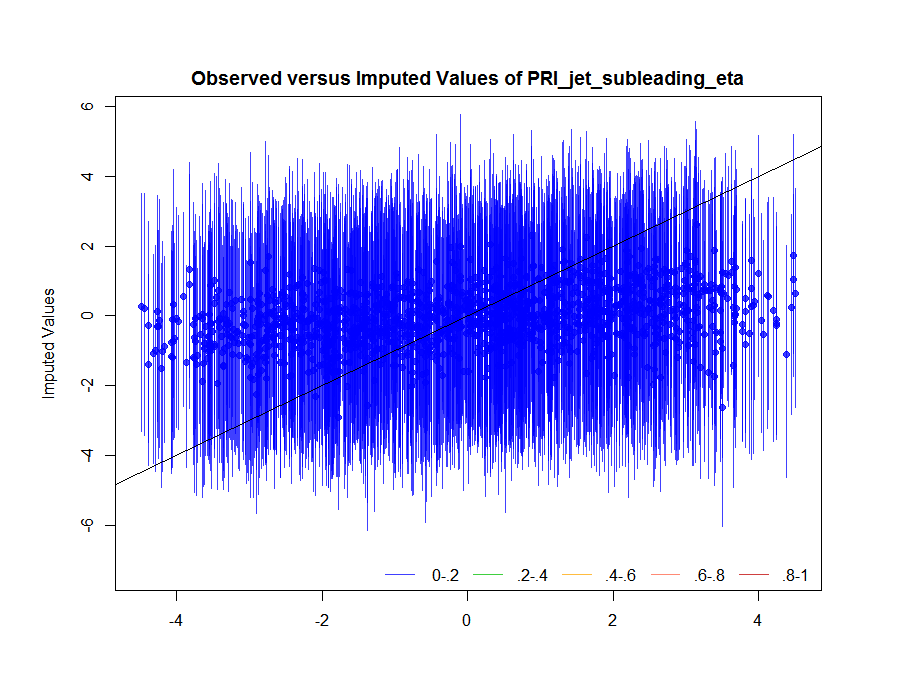 Observed versus Imputed Values of PRI_jet_subleading_eta
6
4
2
0
-2
-4
-6
Imputed Values
0-.2 .2-.4 .4-.6 .6-.8 .8-1
-4 -2 0 2 4